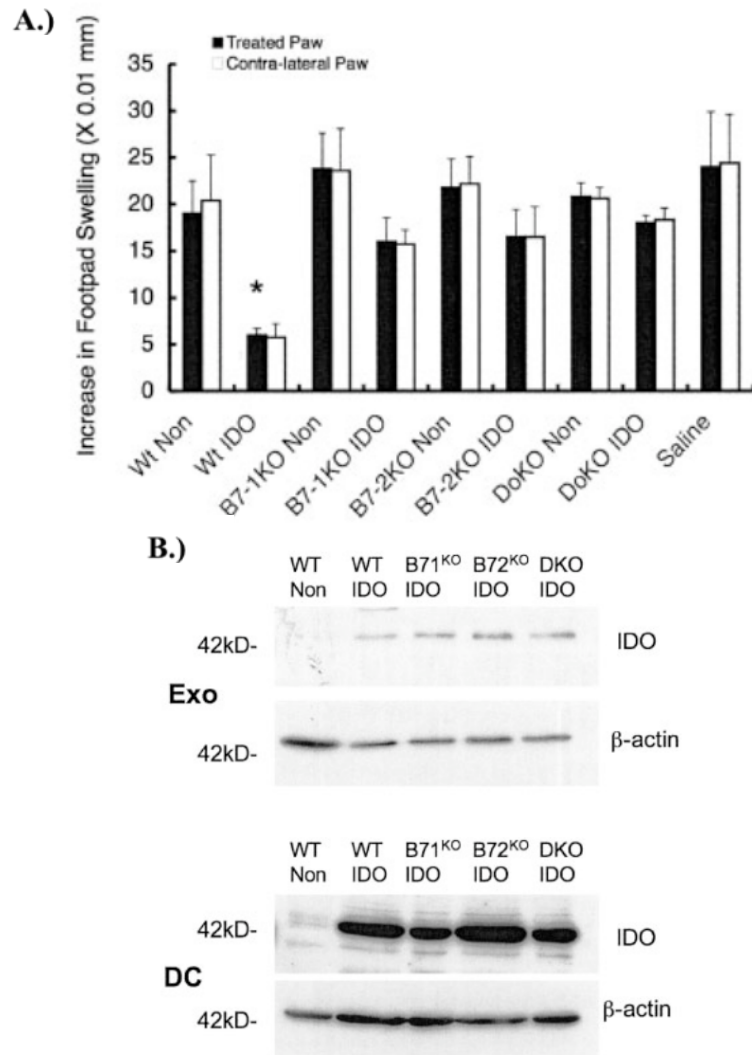 A.)
Treated Paw
Contra-lateral Paw
Increase in Footpad Swelling (X 0.01 mm)
35
30
25
20
15
10
5
0
*
Wt Non
Wt IDO
B7-1KO Non
B7-1KO IDO
B7-2KO Non
B7-2KO IDO
DoKO Non
DoKO IDO
Saline
B.)
WT WT B71KO B72KO DKO
Non IDO IDO IDO IDO
42kD- IDO
Exo
42kD- β-actin
WT WT B71KO B72KO DKO
Non IDO IDO IDO IDO
42kD- IDO
DC
42kD- β-actin